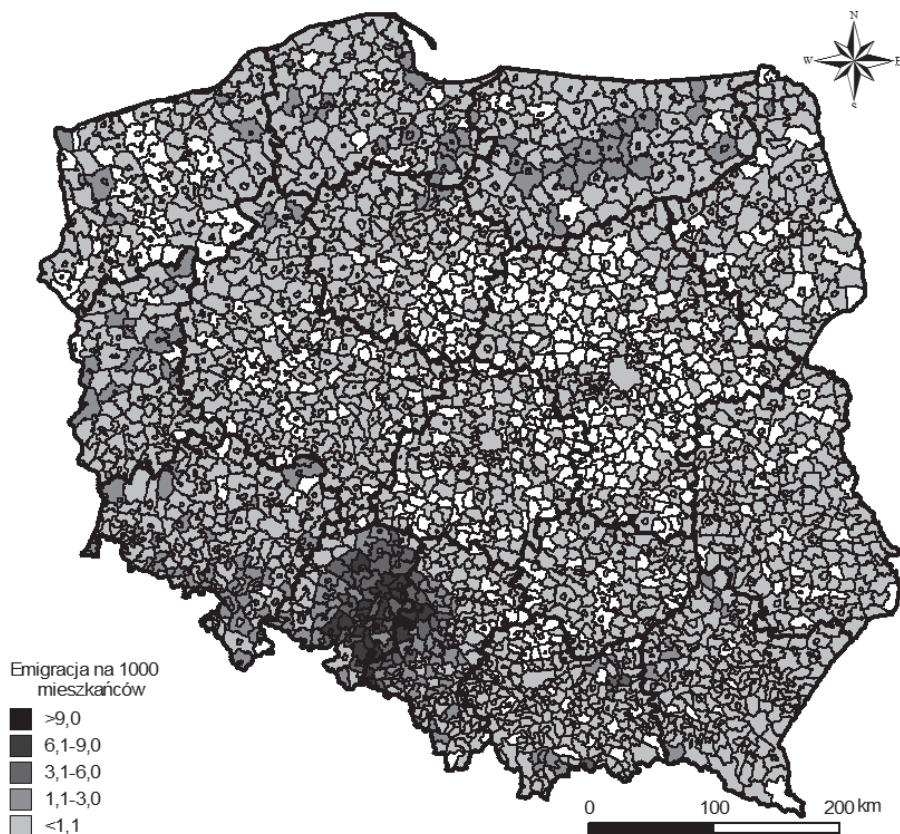 N
W
E
S
Emigracja na 1000
mieszkańców
>9,0
6,1-9,0
3,1-6,0
1,1-3,0
<1,1
0 100 200 km